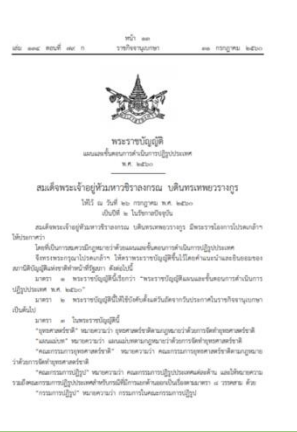 หน้า ๑๓
เล่ม ๑๓๔ ตอนที่ ๗๙ ก ราชกิจจานุเบกษา ๓๑ กรกฎาคม ๒๕๖๐
พระราชบัญญัติ
แผนและขั้นตอนการดำเนินการปฏิรูปประเทศ
พ.ศ. ๒๕๖๐
สมเด็จพระเจ้าอยู่หัวมหาวชิราลงกรณ บดินทรเทพยวรางกูร
ให้ไว้ ณ วันที่ ๒๖ กรกฎาคม พ.ศ. ๒๕๖๐
เป็นปีที่ ๒ ในรัชกาลปัจจุบัน
สมเด็จพระเจ้าอยู่หัวมหาวชิราลงกรณ บดินทรเทพยวรางกูร มีพระราชโองการโปรดเกล้าฯ
ให้ประกาศว่า
โดยที่เป็นการสมควรมีกฎหมายว่าด้วยแผนและขั้นตอนการดำเนินการปฏิรูปประเทศ
จึงทรงพระกรุณาโปรดเกล้าฯ ให้ตราพระราชบัญญัติขึ้นไว้โดยคำแนะนำและยินยอมของ
สภานิติบัญญัติแห่งชาติทำหน้าที่รัฐสภา ดังต่อไปนี้
มาตรา ๑ พระราชบัญญัตินี้เรียกว่า “พระราชบัญญัติแผนและขั้นตอนการดำเนินการ
ปฏิรูปประเทศ พ.ศ. ๒๕๖๐”
มาตรา ๒ พระราชบัญญัตินี้ให้ใช้บังคับตั้งแต่วันถัดจากวันประกาศในราชกิจจานุเบกษา
เป็นต้นไป
มาตรา ๓ ในพระราชบัญญัตินี้
“ยุทธศาสตร์ชาติ” หมายความว่า ยุทธศาสตร์ชาติตามกฎหมายว่าด้วยการจัดทำยุทธศาสตร์ชาติ
“แผนแม่บท” หมายความว่า แผนแม่บทตามกฎหมายว่าด้วยการจัดทำยุทธศาสตร์ชาติ
“คณะกรรมการยุทธศาสตร์ชาติ” หมายความว่า คณะกรรมการยุทธศาสตร์ชาติตามกฎหมาย
ว่าด้วยการจัดทำยุทธศาสตร์ชาติ
“คณะกรรมการปฏิรูป” หมายความว่า คณะกรรมการปฏิรูปประเทศแต่ละด้าน และให้หมายความ
รวมถึงคณะกรรมการปฏิรูปประเทศสำหรับกรณีที่มีการแยกด้านออกเป็นเรื่องตามมาตรา ๘ วรรคสาม ด้วย
“กรรมการปฏิรูป” หมายความว่า กรรมการในคณะกรรมการปฏิรูป